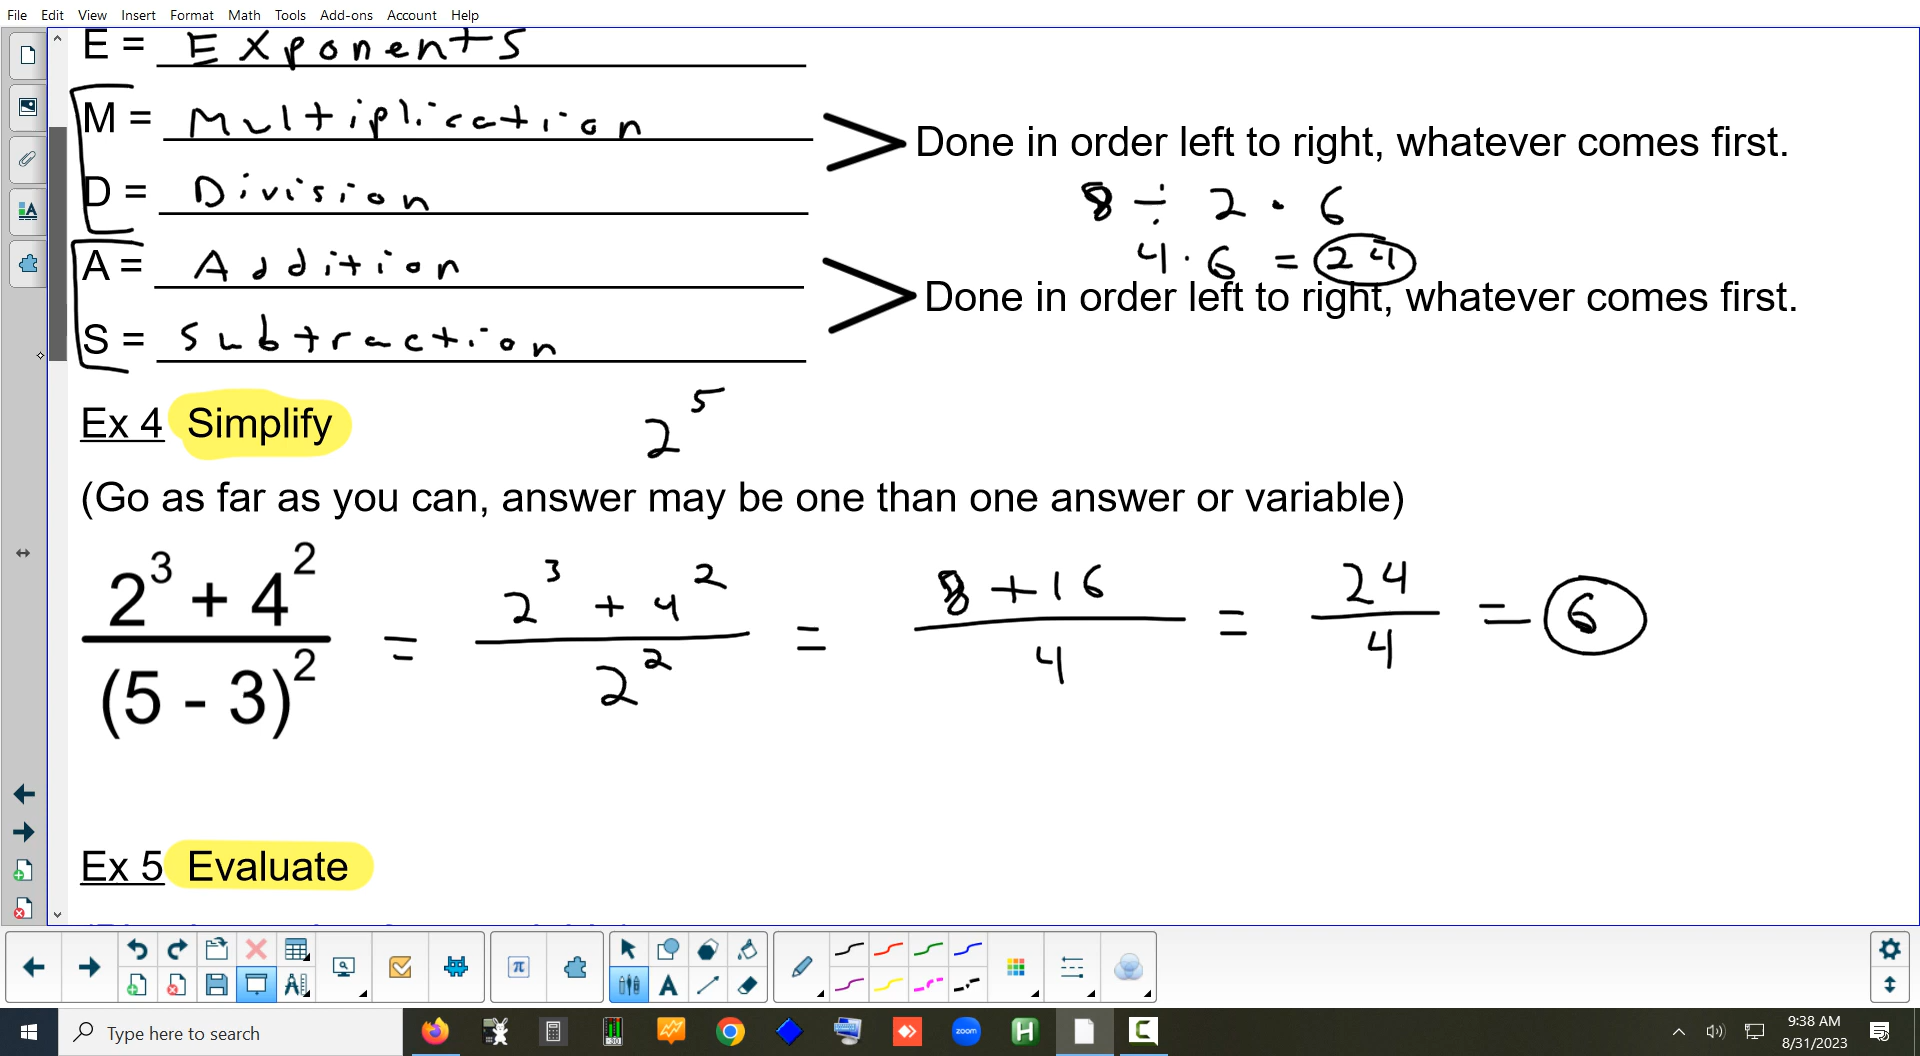 File Edit View Insert Format Math Tools Add-ons Account Help
E = Exponents
M = Multiplication
D = Division
Done in order left to right, whatever comes first.
8 ÷ 2 · 6
4 · 6 = 24
A = Addition
S = Subtraction
Done in order left to right, whatever comes first.
Ex 4 Simplify
2^5
(Go as far as you can, answer may be one than one answer or variable)
2^3 + 4^2 / (5 - 3)^2 = 2^3 + 4^2 / 2^2 = 8 + 16 / 4 = 24 / 4 = 6
Ex 5 Evaluate
Type here to search
zoom
9:38 AM
8/31/2023